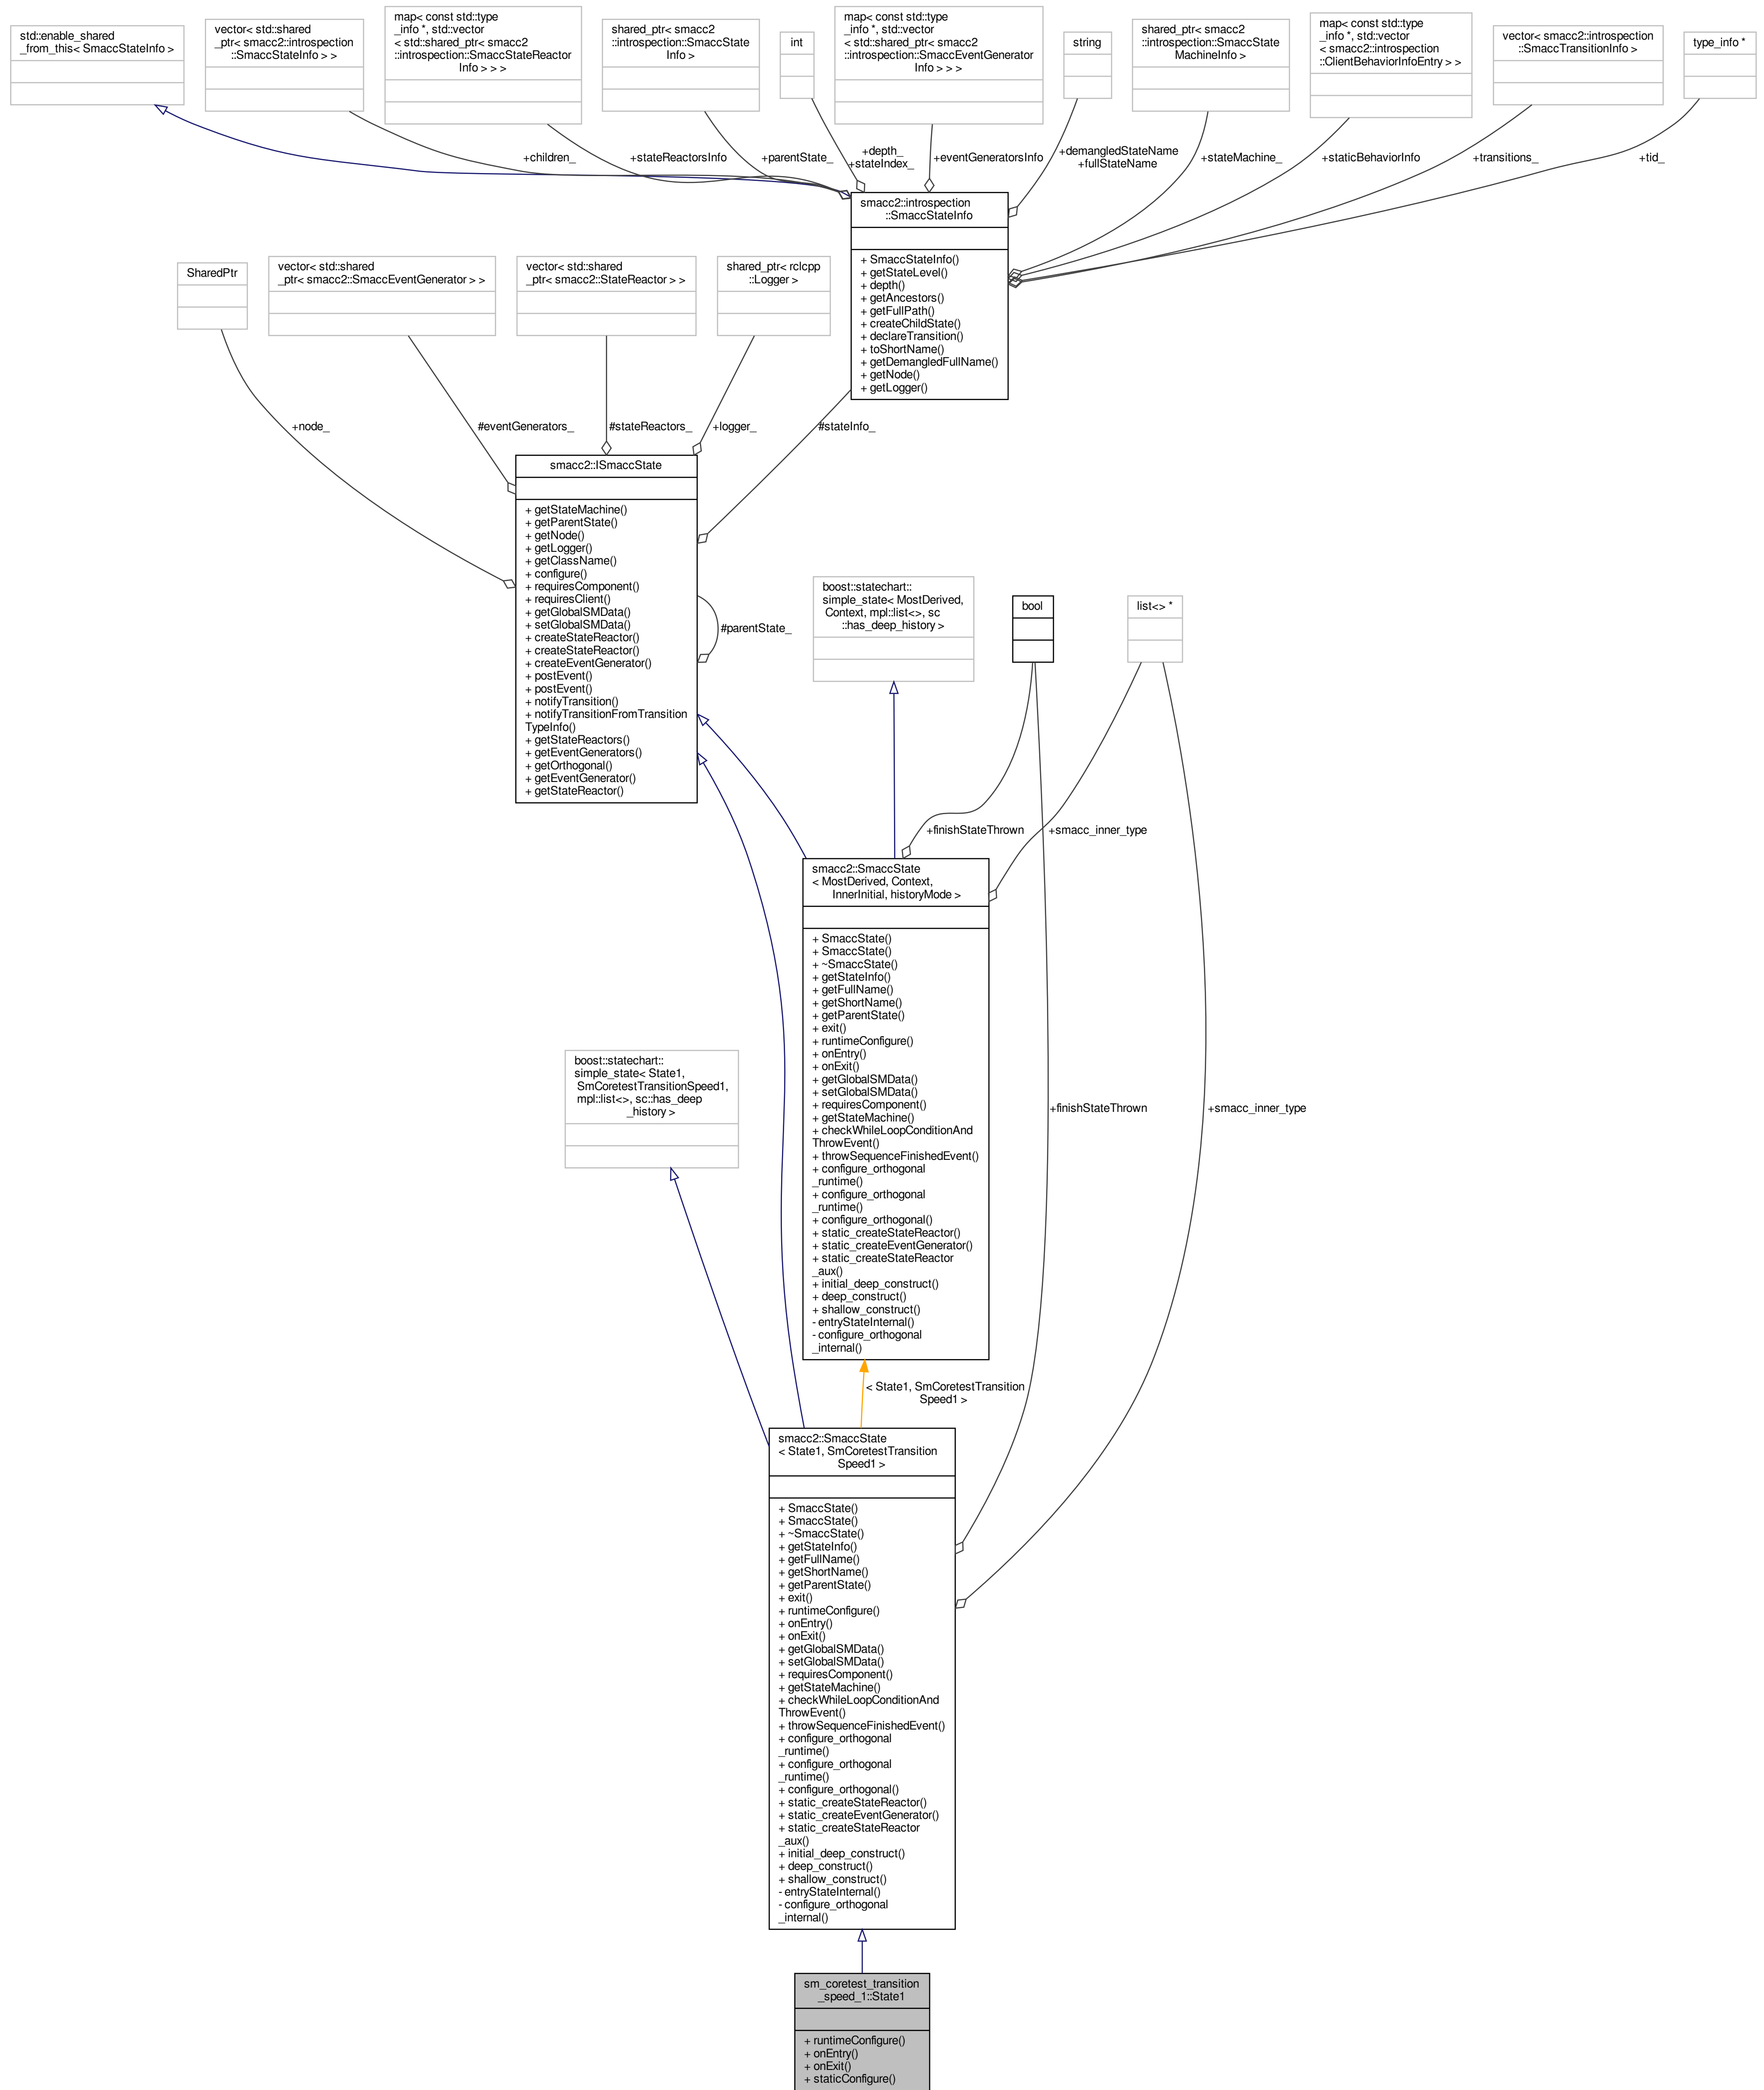 std::enable_shared
_from_this< SmaccStateInfo >
vector< std::shared
_ptr< smacc2::introspection
::SmaccStateInfo > >
map< const std::type
_info *, std::vector
< std::shared_ptr< smacc2
::introspection::SmaccStateReactor
Info > > >
shared_ptr< smacc2
::introspection::SmaccState
Info >
int
map< const std::type
_info *, std::vector
< std::shared_ptr< smacc2
::introspection::SmaccEventGenerator
Info > > >
string
shared_ptr< smacc2
::introspection::SmaccState
MachineInfo >
map< const std::type
_info *, std::vector
< smacc2::introspection
::ClientBehaviorInfoEntry > >
vector< smacc2::introspection
::SmaccTransitionInfo >
type_info *
+children_
+stateReactorsInfo
+parentState_
+depth_
+stateIndex_
+eventGeneratorsInfo
+demangledStateName
+fullStateName
+stateMachine_
+staticBehaviorInfo
+transitions_
+tid_
smacc2::introspection
::SmaccStateInfo
+ SmaccStateInfo()
+ getStateLevel()
+ depth()
+ getAncestors()
+ getFullPath()
+ createChildState()
+ declareTransition()
+ toShortName()
+ getDemangledFullName()
+ getNode()
+ getLogger()
SharedPtr
vector< std::shared
_ptr< smacc2::SmaccEventGenerator > >
vector< std::shared
_ptr< smacc2::StateReactor > >
shared_ptr< rclcpp
::Logger >
+node_
#eventGenerators_
#stateReactors_
+logger_
#stateInfo_
smacc2::ISmaccState
+ getStateMachine()
+ getParentState()
+ getNode()
+ getLogger()
+ getClassName()
+ configure()
+ requiresComponent()
+ requiresClient()
+ getGlobalSMData()
+ setGlobalSMData()
+ createStateReactor()
+ createStateReactor()
+ createEventGenerator()
+ postEvent()
+ postEvent()
+ notifyTransition()
+ notifyTransitionFromTransition
TypeInfo()
+ getStateReactors()
+ getEventGenerators()
+ getOrthogonal()
+ getEventGenerator()
+ getStateReactor()
#parentState_
boost::statechart::
simple_state< MostDerived,
Context, mpl::list<>, sc
::has_deep_history >
bool
list<> *
+finishStateThrown
+smacc_inner_type
smacc2::SmaccState
< MostDerived, Context,
InnerInitial, historyMode >
+ SmaccState()
+ SmaccState()
+ ~SmaccState()
+ getStateInfo()
+ getFullName()
+ getShortName()
+ getParentState()
+ exit()
+ runtimeConfigure()
+ onEntry()
+ onExit()
+ getGlobalSMData()
+ setGlobalSMData()
+ requiresComponent()
+ getStateMachine()
+ checkWhileLoopConditionAnd
ThrowEvent()
+ throwSequenceFinishedEvent()
+ configure_orthogonal
_runtime()
+ configure_orthogonal
_runtime()
+ configure_orthogonal()
+ static_createStateReactor()
+ static_createEventGenerator()
+ static_createStateReactor
_aux()
+ initial_deep_construct()
+ deep_construct()
+ shallow_construct()
- entryStateInternal()
- configure_orthogonal
_internal()
boost::statechart::
simple_state< State1,
SmCoretestTransitionSpeed1,
mpl::list<>, sc::has_deep
_history >
+finishStateThrown
+smacc_inner_type
< State1, SmCoretestTransition
Speed1 >
smacc2::SmaccState
< State1, SmCoretestTransition
Speed1 >
+ SmaccState()
+ SmaccState()
+ ~SmaccState()
+ getStateInfo()
+ getFullName()
+ getShortName()
+ getParentState()
+ exit()
+ runtimeConfigure()
+ onEntry()
+ onExit()
+ getGlobalSMData()
+ setGlobalSMData()
+ requiresComponent()
+ getStateMachine()
+ checkWhileLoopConditionAnd
ThrowEvent()
+ throwSequenceFinishedEvent()
+ configure_orthogonal
_runtime()
+ configure_orthogonal
_runtime()
+ configure_orthogonal()
+ static_createStateReactor()
+ static_createEventGenerator()
+ static_createStateReactor
_aux()
+ initial_deep_construct()
+ deep_construct()
+ shallow_construct()
- entryStateInternal()
- configure_orthogonal
_internal()
sm_coretest_transition
_speed_1::State1
+ runtimeConfigure()
+ onEntry()
+ onExit()
+ staticConfigure()